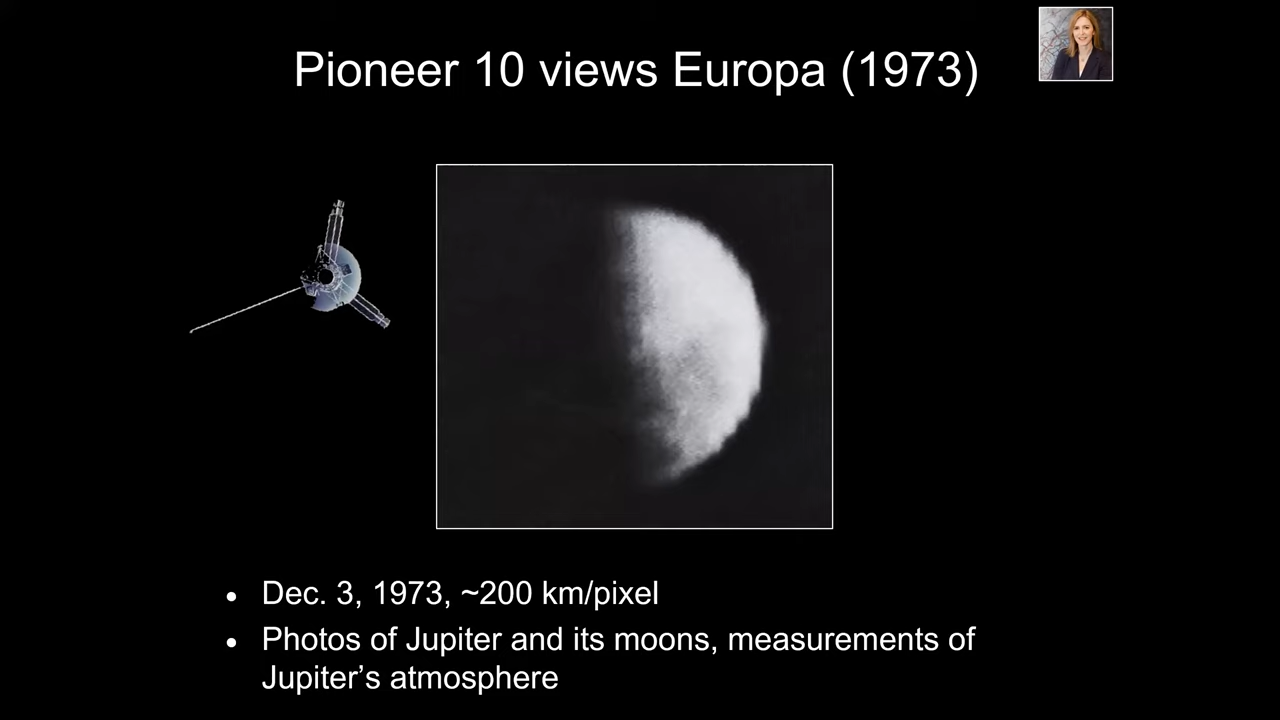 Pioneer 10 views Europa (1973)
• Dec. 3, 1973, ~200 km/pixel
• Photos of Jupiter and its moons, measurements of
Jupiter’s atmosphere